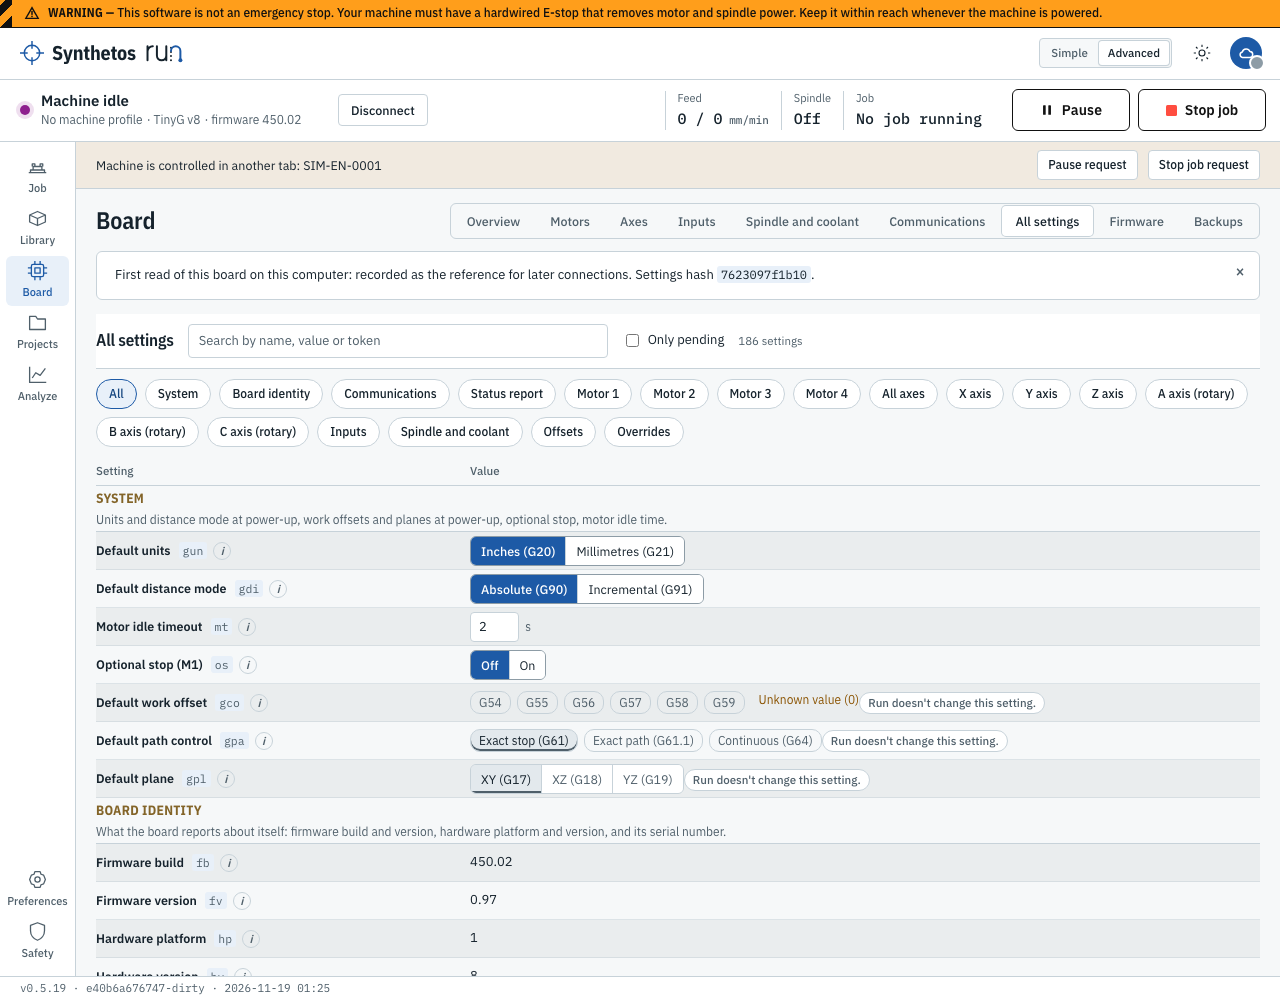 WARNING — This software is not an emergency stop. Your machine must have a hardwired E-stop that removes motor and spindle power. Keep it within reach whenever the machine is powered.
Synthetos run
Simple Advanced
Machine idle
No machine profile · TinyG v8 · firmware 450.02
Disconnect
Feed
0 / 0 mm/min
Spindle
Off
Job
No job running
Pause
Stop job
Job
Library
Board
Projects
Analyze
Preferences
Safety
Machine is controlled in another tab: SIM-EN-0001
Pause request Stop job request
Board
Overview Motors Axes Inputs Spindle and coolant Communications All settings Firmware Backups
First read of this board on this computer: recorded as the reference for later connections. Settings hash 7623097f1b10.
×
All settings Search by name, value or token Only pending 186 settings
All System Board identity Communications Status report Motor 1 Motor 2 Motor 3 Motor 4 All axes X axis Y axis Z axis A axis (rotary)
B axis (rotary) C axis (rotary) Inputs Spindle and coolant Offsets Overrides
Setting Value
SYSTEM
Units and distance mode at power-up, work offsets and planes at power-up, optional stop, motor idle time.
Default units gun i Inches (G20) Millimetres (G21)
Default distance mode gdi i Absolute (G90) Incremental (G91)
Motor idle timeout mt i 2 s
Optional stop (M1) os i Off On
Default work offset gco i G54 G55 G56 G57 G58 G59 Unknown value (0) Run doesn't change this setting.
Default path control gpa i Exact stop (G61) Exact path (G61.1) Continuous (G64) Run doesn't change this setting.
Default plane gpl i XY (G17) XZ (G18) YZ (G19) Run doesn't change this setting.
BOARD IDENTITY
What the board reports about itself: firmware build and version, hardware platform and version, and its serial number.
Firmware build fb i 450.02
Firmware version fv i 0.97
Hardware platform hp i 1
Hardware version hv i 8
v0.5.19 · e40b6a676747-dirty · 2026-11-19 01:25